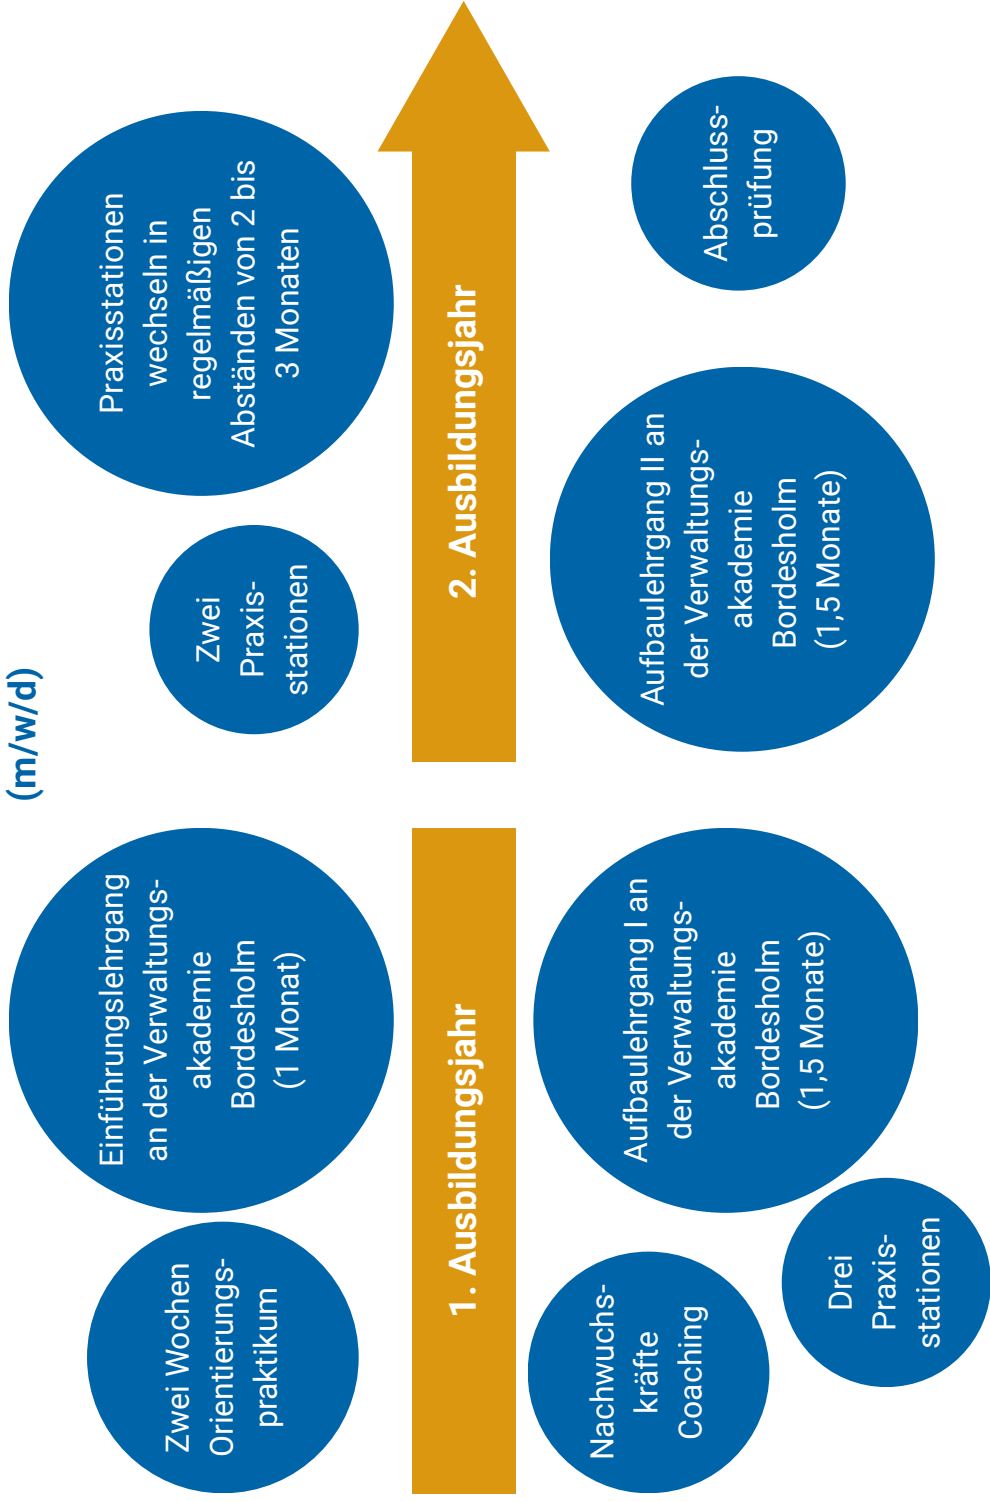 (m/w/d)
Zwei Wochen
Orientierungs-
praktikum
Einführungslehrgang
an der Verwaltungs-
akademie
Bordesholm
(1 Monat)
Zwei
Praxis-
stationen
Praxisstationen
wechseln in
regelmäßigen
Abständen von 2 bis
3 Monaten
1. Ausbildungsjahr
2. Ausbildungsjahr
Nachwuchs-
kräfte
Coaching
Drei
Praxis-
stationen
Aufbaulehrgang I an
der Verwaltungs-
akademie
Bordesholm
(1,5 Monate)
Aufbaulehrgang II an
der Verwaltungs-
akademie
Bordesholm
(1,5 Monate)
Abschluss-
prüfung